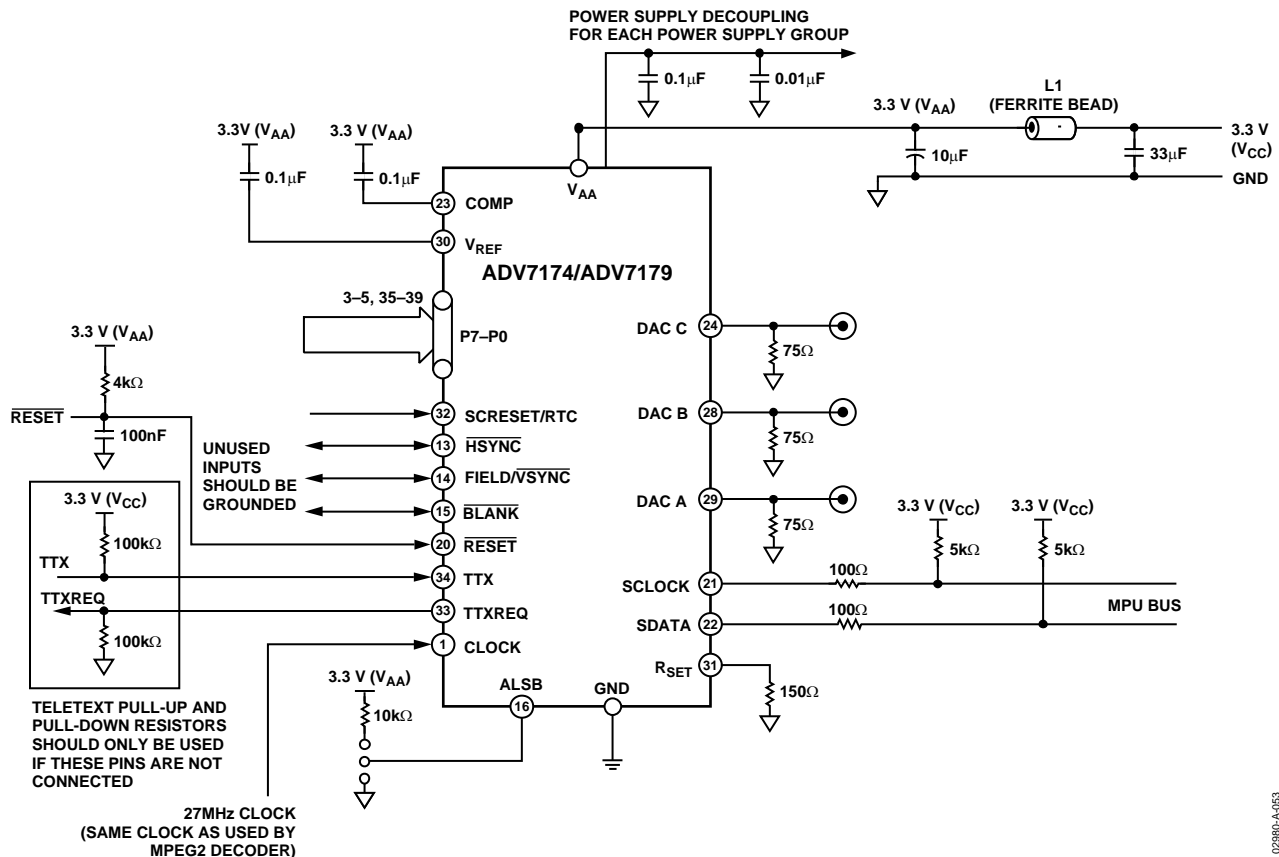 POWER SUPPLY DECOUPLING
FOR EACH POWER SUPPLY GROUP
0.1μF
0.01μF
L1
(FERRITE BEAD)
3.3 V (VAA)
3.3 V
(VCC)
10μF
33μF
GND
3.3V (VAA)
3.3 V (VAA)
0.1μF
0.1μF
VAA
23
COMP
30
VREF
ADV7174/ADV7179
3–5, 35–39
P7–P0
3.3 V (VAA)
4kΩ
RESET
100nF
UNUSED
INPUTS
SHOULD BE
GROUNDED
32
SCRESET/RTC
13
HSYNC
14
FIELD/VSYNC
15
BLANK
20
RESET
34
TTX
33
TTXREQ
1
CLOCK
3.3 V (VCC)
100kΩ
TTX
TTXREQ
100kΩ
TELETEXT PULL-UP AND
PULL-DOWN RESISTORS
SHOULD ONLY BE USED
IF THESE PINS ARE NOT
CONNECTED
27MHz CLOCK
(SAME CLOCK AS USED BY
MPEG2 DECODER)
3.3 V (VAA)
10kΩ
ALSB
16
GND
DAC C
24
75Ω
DAC B
28
75Ω
DAC A
29
75Ω
SCLOCK
21
100Ω
SDATA
22
100Ω
3.3 V (VCC)
3.3 V (VCC)
5kΩ
5kΩ
MPU BUS
RSET
31
150Ω
02980-A-053